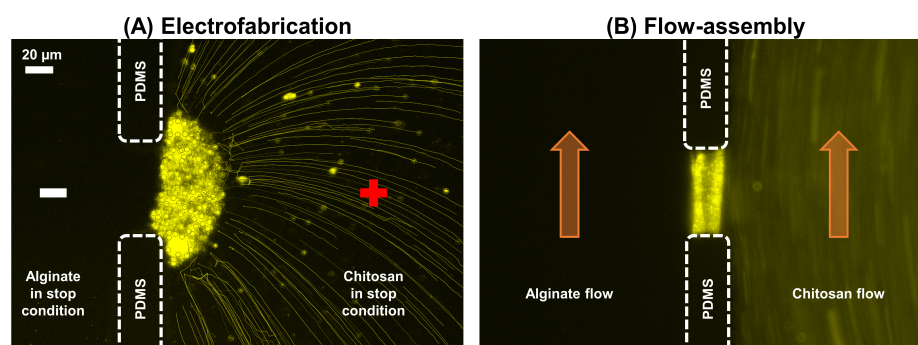 (A) Electrofabrication
20 µm
PDMS
Alginate
in stop
condition
PDMS
Chitosan
in stop
condition
(B) Flow-assembly
PDMS
Alginate flow
PDMS
Chitosan flow